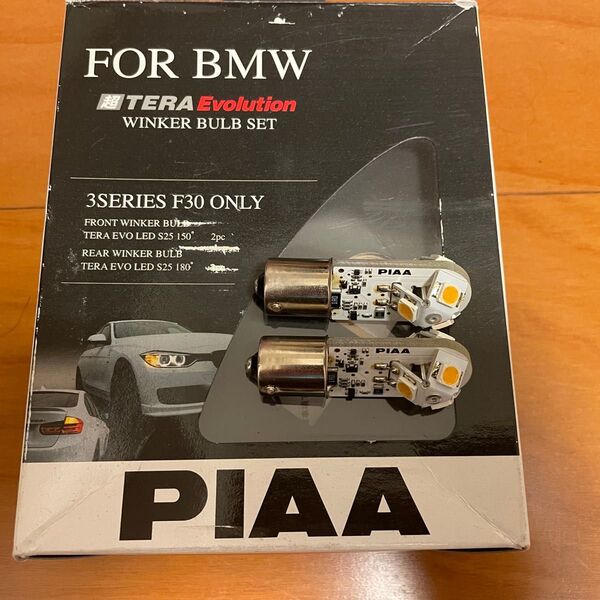 FOR BMW
超TERA Evolution
WINKER BULB SET
3SERIES F30 ONLY
FRONT WINKER BULB
TERA EVO LED S25 150° 2pc
REAR WINKER BULB
TERA EVO LED S25 180°
PIAA
PIAA
PIAA